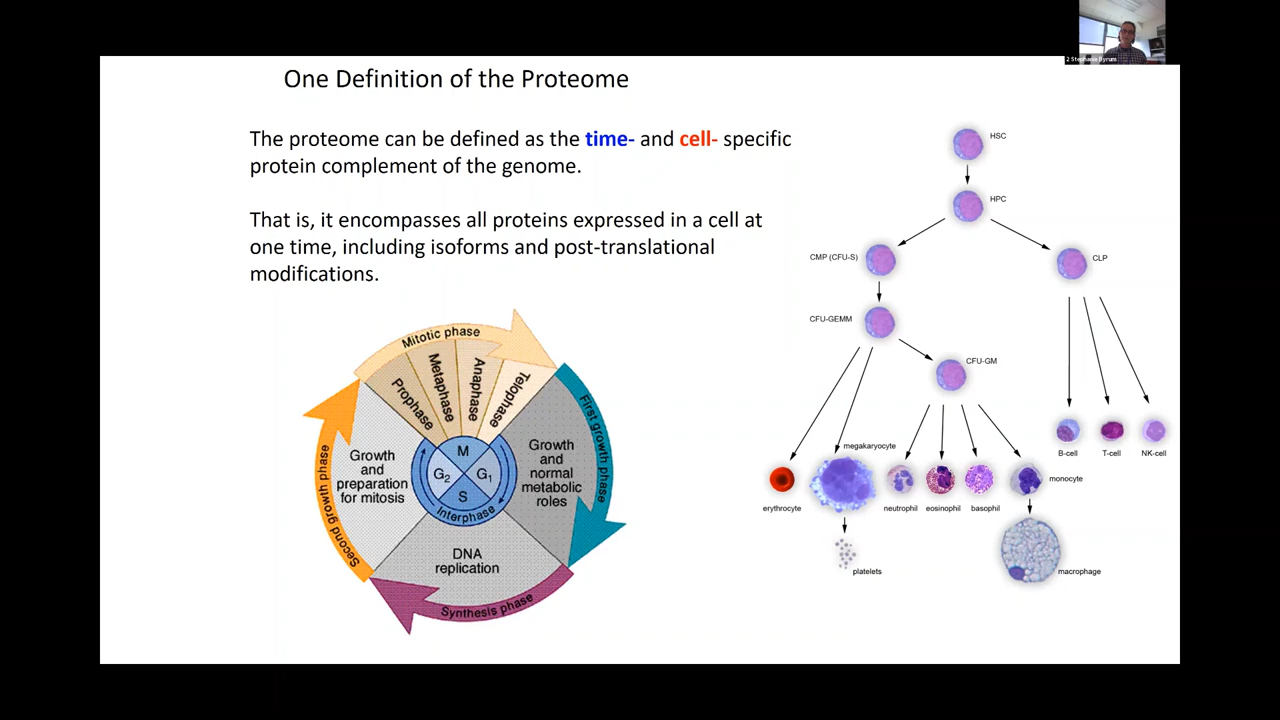 2 Stephanie Byrum
One Definition of the Proteome
The proteome can be defined as the time- and cell- specific
protein complement of the genome.
That is, it encompasses all proteins expressed in a cell at
one time, including isoforms and post-translational
modifications.
Mitotic phase
Prophase
Metaphase
Anaphase
Telophase
First growth phase
Growth
and
normal
metabolic
roles
Growth
and
preparation
for mitosis
Second growth phase
M
G2
G1
S
Interphase
DNA
replication
Synthesis phase
HSC
HPC
CMP (CFU-S)
CLP
CFU-GEMM
CFU-GM
megakaryocyte
B-cell
T-cell
NK-cell
monocyte
erythrocyte
neutrophil
eosinophil
basophil
platelets
macrophage